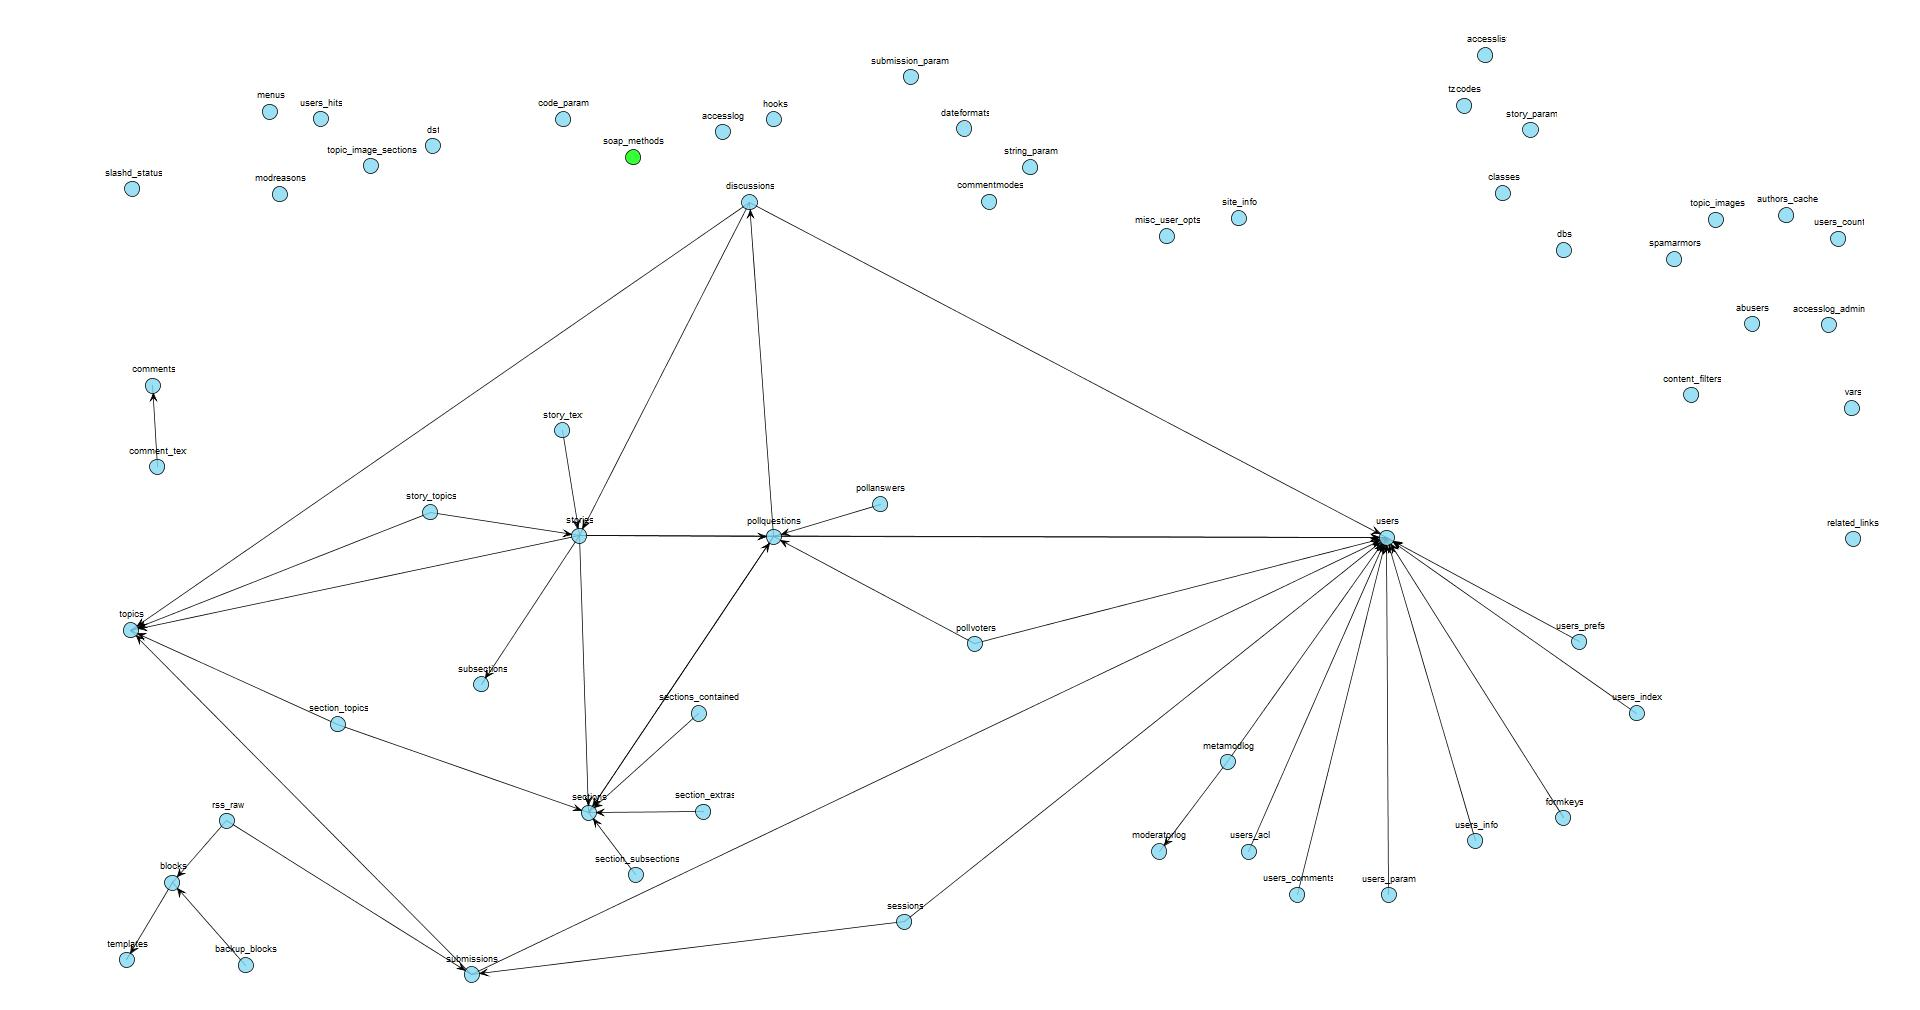 accesslis
submission_param
tzcodes
menus
users_hits
code_param
hooks
accesslog
dateformats
story_param
dst
soap_methods
topic_image_sections
string_param
slashd_status
modreasons
discussions
commentmodes
classes
site_info
topic_images
authors_cache
misc_user_opts
users_count
dbs
spamarmors
abusers
accesslog_admin
comments
content_filters
vars
story_tex
comment_tex
story_topics
pollanswers
stories
pollquestions
users
related_links
topics
pollvoters
users_prefs
subsections
sections_contained
users_index
section_topics
metamodlog
sections
section_extras
rss_raw
formkeys
moderatorlog
users_acl
users_info
section_subsections
blocks
users_comments
users_param
sessions
templates
backup_blocks
submissions